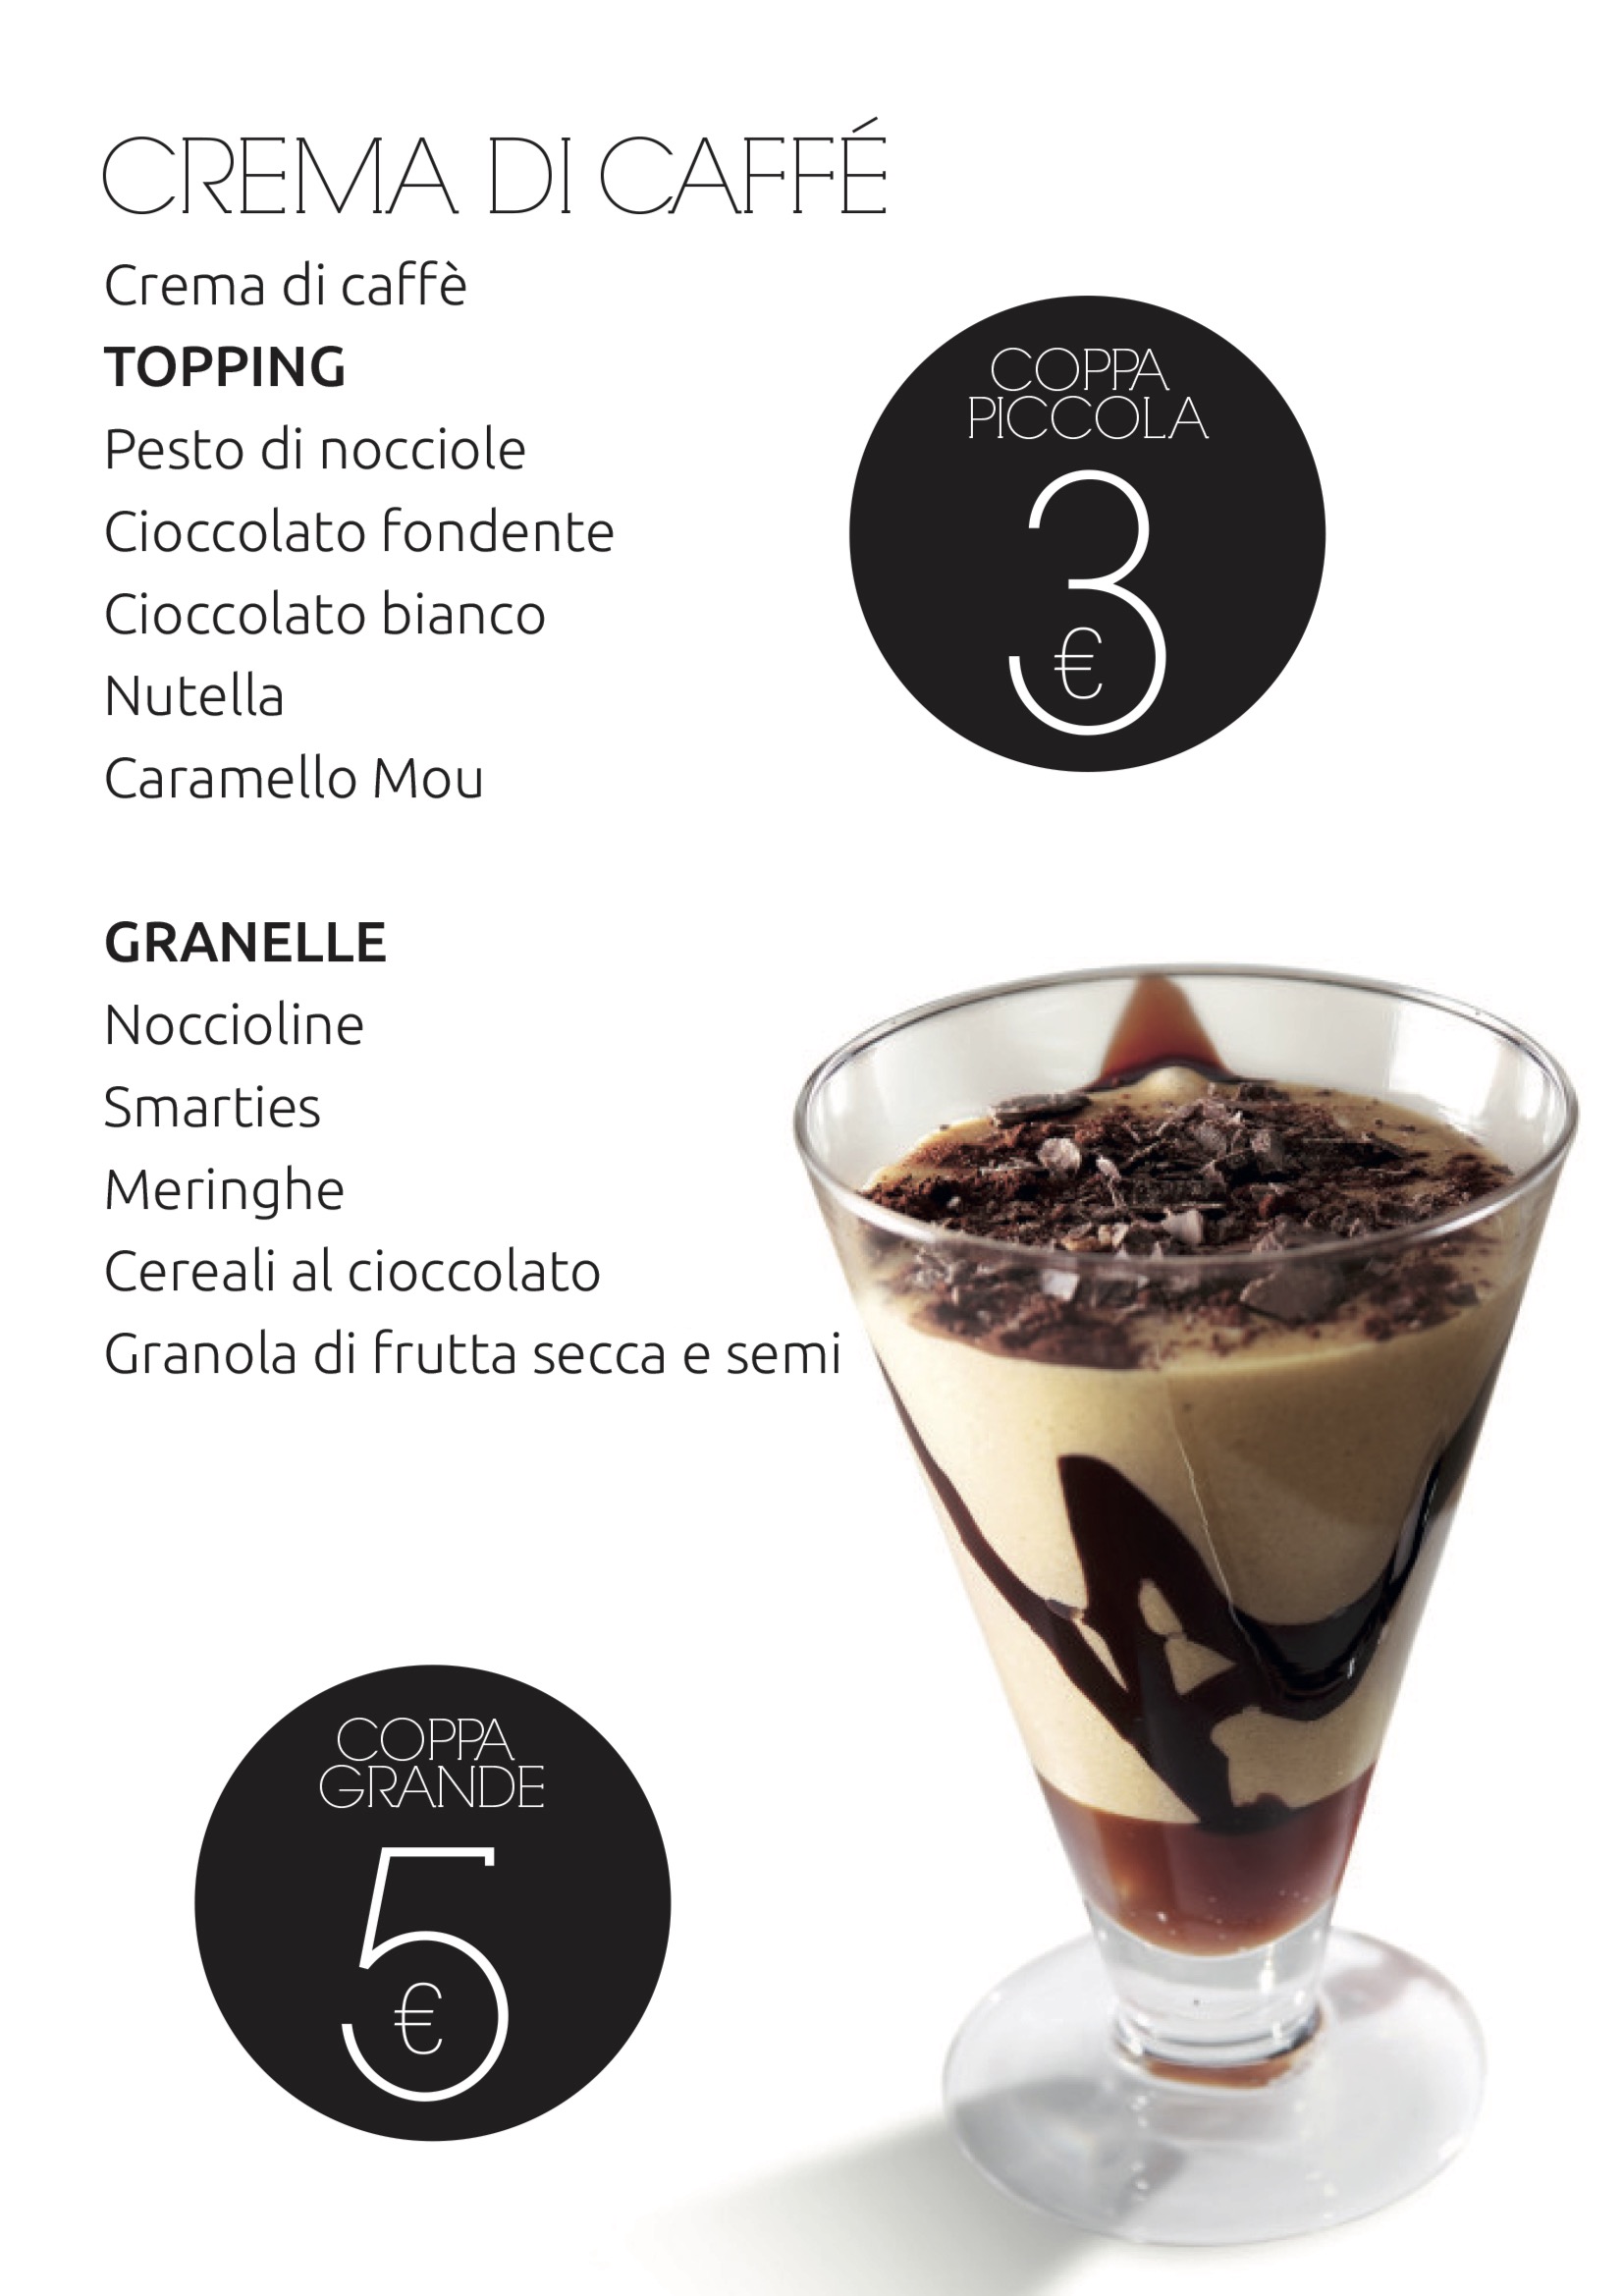 CREMA DI CAFFÉ
Crema di caffè
TOPPING
Pesto di nocciole
Cioccolato fondente
Cioccolato bianco
Nutella
Caramello Mou
COPPA
PICCOLA
3
€
GRANELLE
Noccioline
Smarties
Meringhe
Cereali al cioccolato
Granola di frutta secca e semi
COPPA
GRANDE
5
€